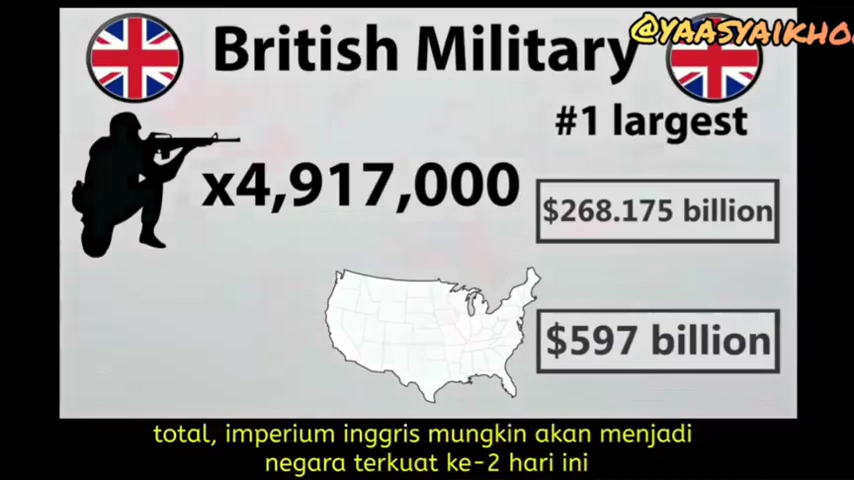 British Military
@YAASYAIKHO
#1 largest
x4,917,000
$268.175 billion
$597 billion
total, imperium inggris mungkin akan menjadi
negara terkuat ke-2 hari ini